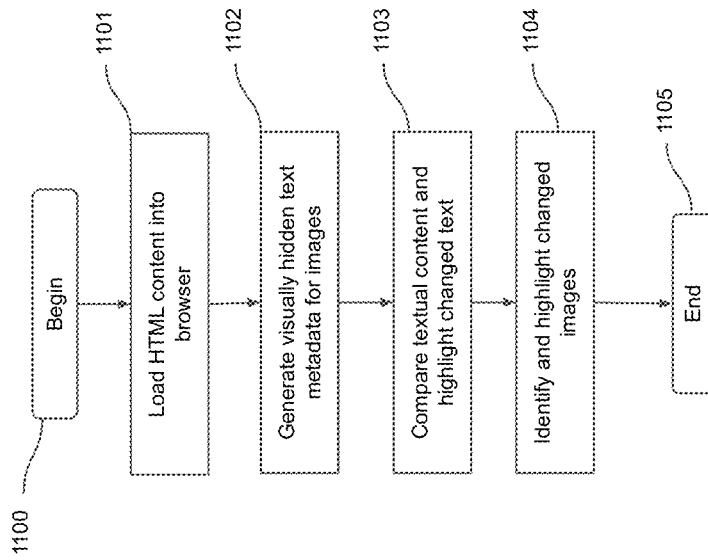 1100
Begin
1101
Load HTML content into
browser
1102
Generate visually hidden text
metadata for images
1103
Compare textual content and
highlight changed text
1104
Identify and highlight changed
images
1105
End